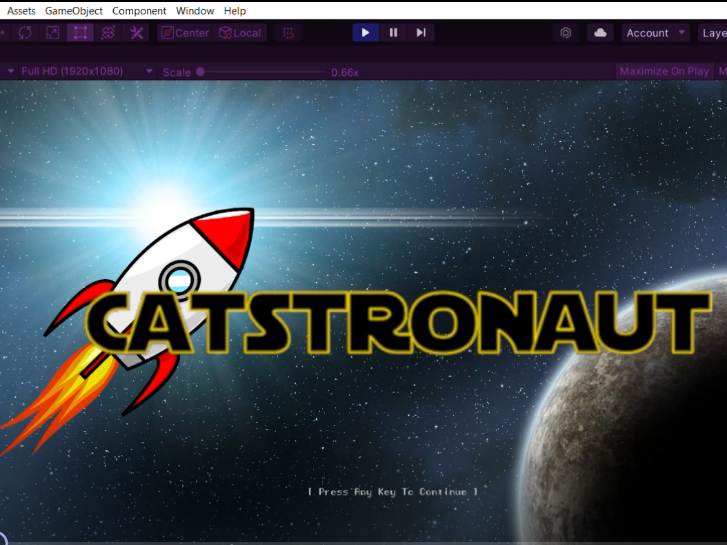 Assets GameObject Component Window Help
Center Local Account Laye
Full HD (1920x1080) Scale 0.66x Maximize On Play M
CATSTRONAUT
[ Press Any Key To Continue ]